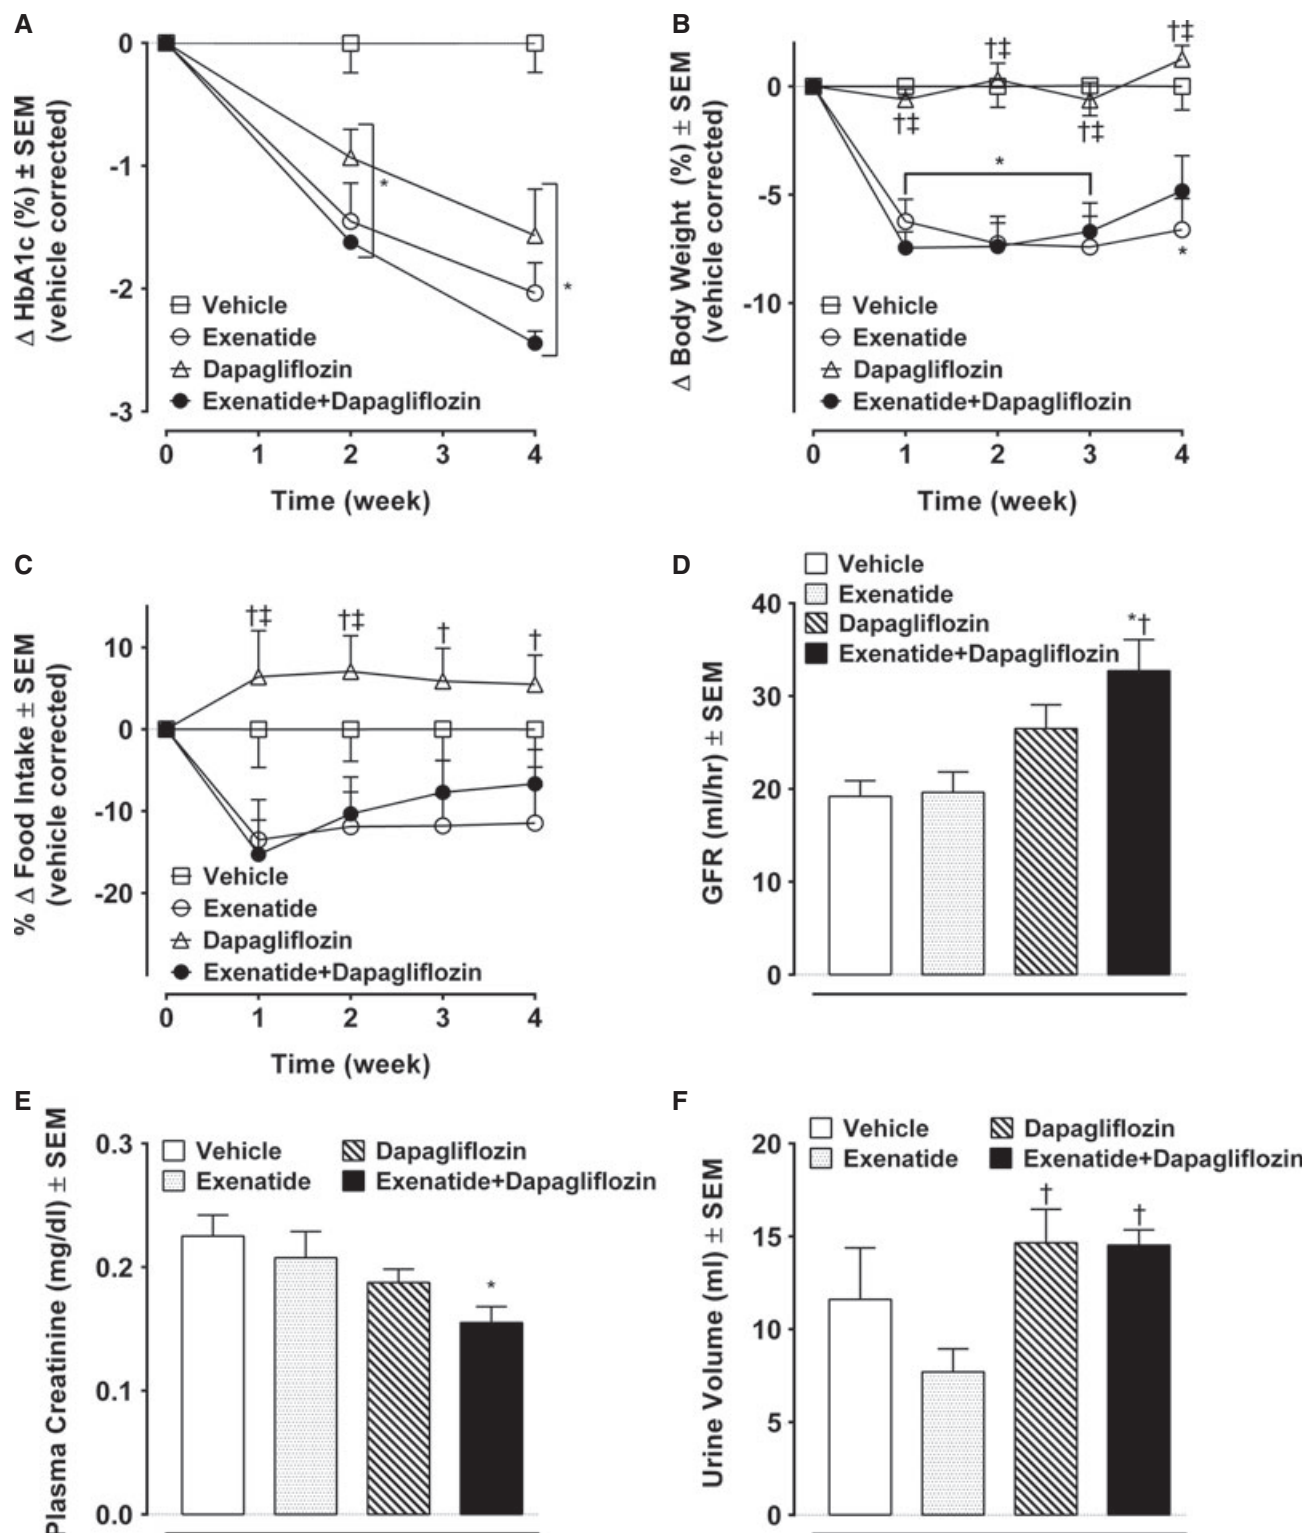 A
Δ HbA1c (%) ± SEM
(vehicle corrected)
0
-1
-2
-3
*
*
Vehicle
Exenatide
Dapagliflozin
Exenatide+Dapagliflozin
0 1 2 3 4
Time (week)
B
Δ Body Weight (%) ± SEM
(vehicle corrected)
0
-5
-10
†‡
†‡
†‡
†‡
*
*
Vehicle
Exenatide
Dapagliflozin
Exenatide+Dapagliflozin
0 1 2 3 4
Time (week)
C
% Δ Food Intake ± SEM
(vehicle corrected)
10
0
-10
-20
†‡ †‡ † †
Vehicle
Exenatide
Dapagliflozin
Exenatide+Dapagliflozin
0 1 2 3 4
Time (week)
D
Vehicle
Exenatide
Dapagliflozin
Exenatide+Dapagliflozin
GFR (ml/hr) ± SEM
40
30
20
10
0
*†
E
Plasma Creatinine (mg/dl) ± SEM
0.3
0.2
0.1
0.0
Vehicle Dapagliflozin
Exenatide Exenatide+Dapagliflozin
*
F
Urine Volume (ml) ± SEM
20
15
10
5
0
Vehicle Dapagliflozin
Exenatide Exenatide+Dapagliflozin
† †